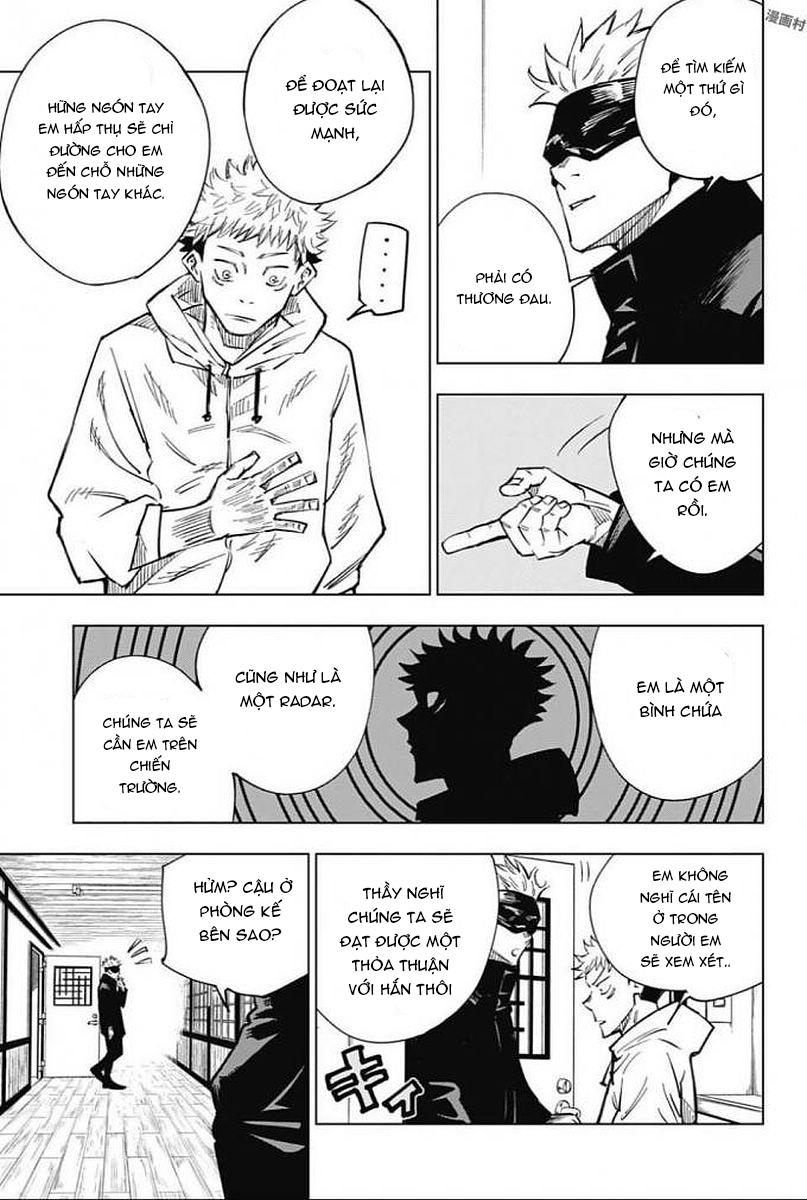 漫画村
ĐỂ TÌM KIẾM
MỘT THỨ GÌ
ĐÓ,
PHẢI CÓ
THƯƠNG ĐAU.
ĐỂ ĐOẠT LẠI
ĐƯỢC SỨC
MẠNH,
HỮNG NGÓN TAY
EM HẤP THỤ SẼ CHỈ
ĐƯỜNG CHO EM
ĐẾN CHỖ NHỮNG
NGÓN TAY KHÁC.
....
NHƯNG MÀ
GIỜ CHÚNG
TA CÓ EM
RỒI.
EM LÀ MỘT
BÌNH CHỨA
CŨNG NHƯ LÀ
MỘT RADAR.
CHÚNG TA SẼ
CẦN EM TRÊN
CHIẾN
TRƯỜNG.
EM KHÔNG
NGHĨ CÁI TÊN
Ở TRONG
NGƯỜI EM
SẼ XEM XÉT..
THẦY NGHĨ
CHÚNG TA SẼ
ĐẠT ĐƯỢC MỘT
THỎA THUẬN
VỚI HẮN THÔI
キィ
HỬM? CẬU Ở
PHÒNG KẾ
BÊN SAO?